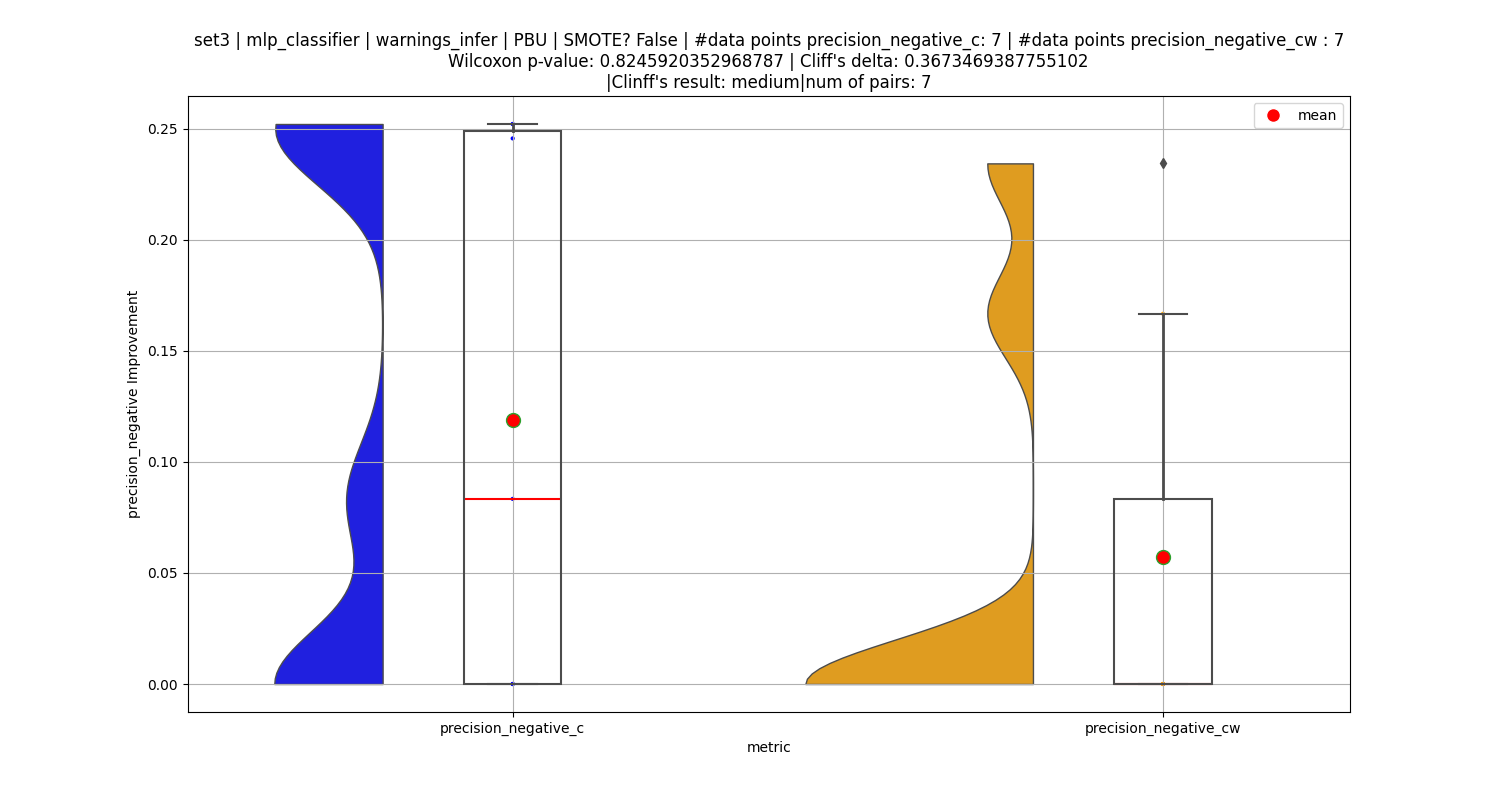 set3 | mlp_classifier | warnings_infer | PBU | SMOTE? False | #data points precision_negative_c: 7 | #data points precision_negative_cw : 7
Wilcoxon p-value: 0.8245920352968787 | Cliff's delta: 0.3673469387755102
|Clinff's result: medium|num of pairs: 7
mean
0.25
0.20
0.15
0.10
0.05
0.00
precision_negative Improvement
precision_negative_c
precision_negative_cw
metric